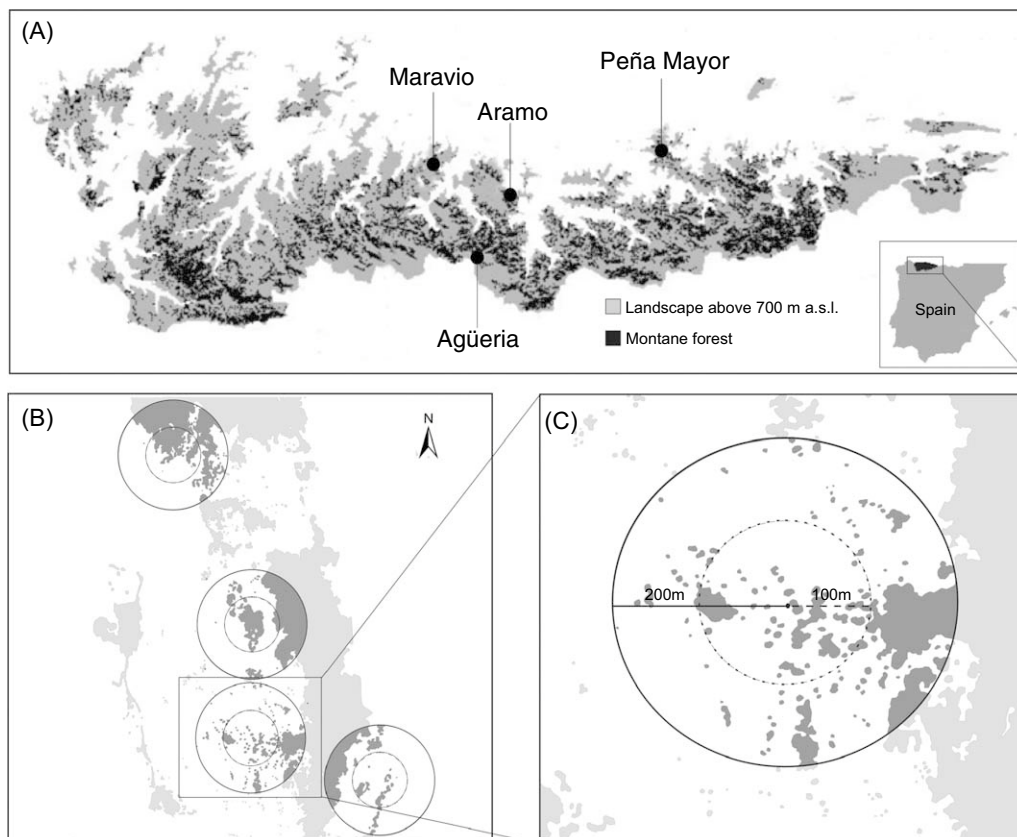 (A)
Maravio
Aramo
Peña Mayor
Agüeria
Landscape above 700 m a.s.l.
Montane forest
Spain
(B)
N
(C)
200m
100m